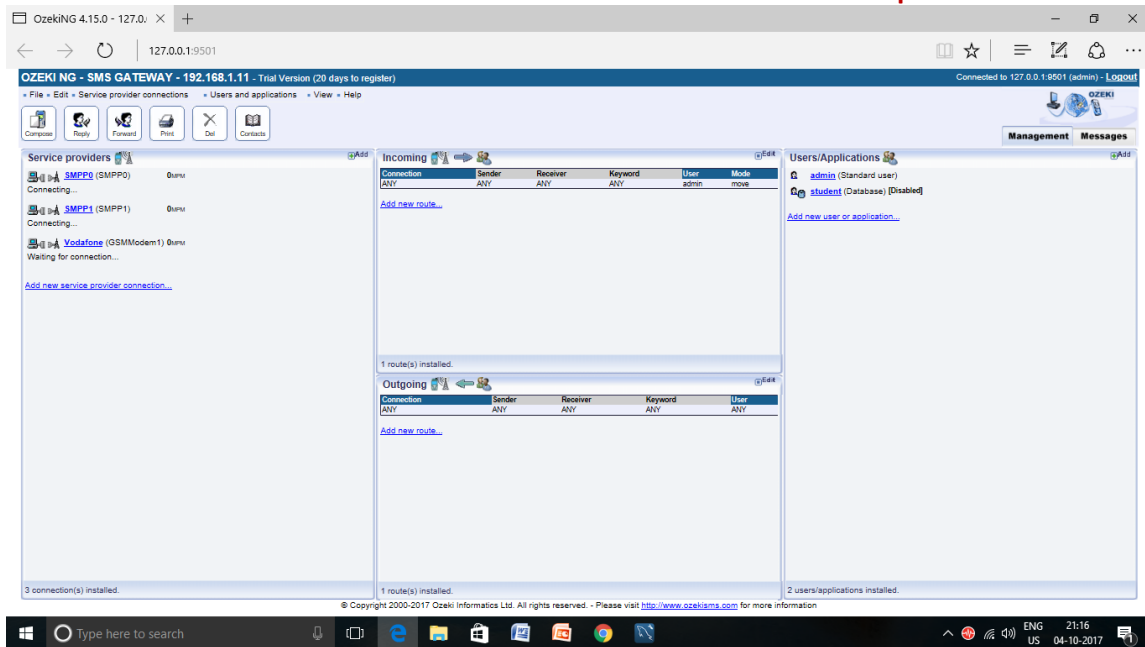 OzekiNG 4.15.0 - 127.0.
127.0.0.1:9501
OZEKI NG - SMS GATEWAY - 192.168.1.11 - Trial Version (20 days to register)
Connected to 127.0.0.1:9501 (admin) - Logout
File Edit Service provider connections Users and applications View Help
OZEKI
Compose Reply Forward Print Del Contacts
Management Messages
Service providers Add
SMPP0 (SMPP0) 0MPM
Connecting...
SMPP1 (SMPP1) 0MPM
Connecting...
Vodafone (GSMModem1) 0MPM
Waiting for connection...
Add new service provider connection...
3 connection(s) installed.
Incoming Edit
Connection Sender Receiver Keyword User Mode
ANY ANY ANY ANY admin move
Add new route...
1 route(s) installed.
Outgoing Edit
Connection Sender Receiver Keyword User
ANY ANY ANY ANY ANY
Add new route...
1 route(s) installed.
Users/Applications Add
admin (Standard user)
student (Database) [Disabled]
Add new user or application...
2 users/applications installed.
© Copyright 2000-2017 Ozeki Informatics Ltd. All rights reserved. - Please visit http://www.ozekisms.com for more information
Type here to search
ENG 21:16
US 04-10-2017